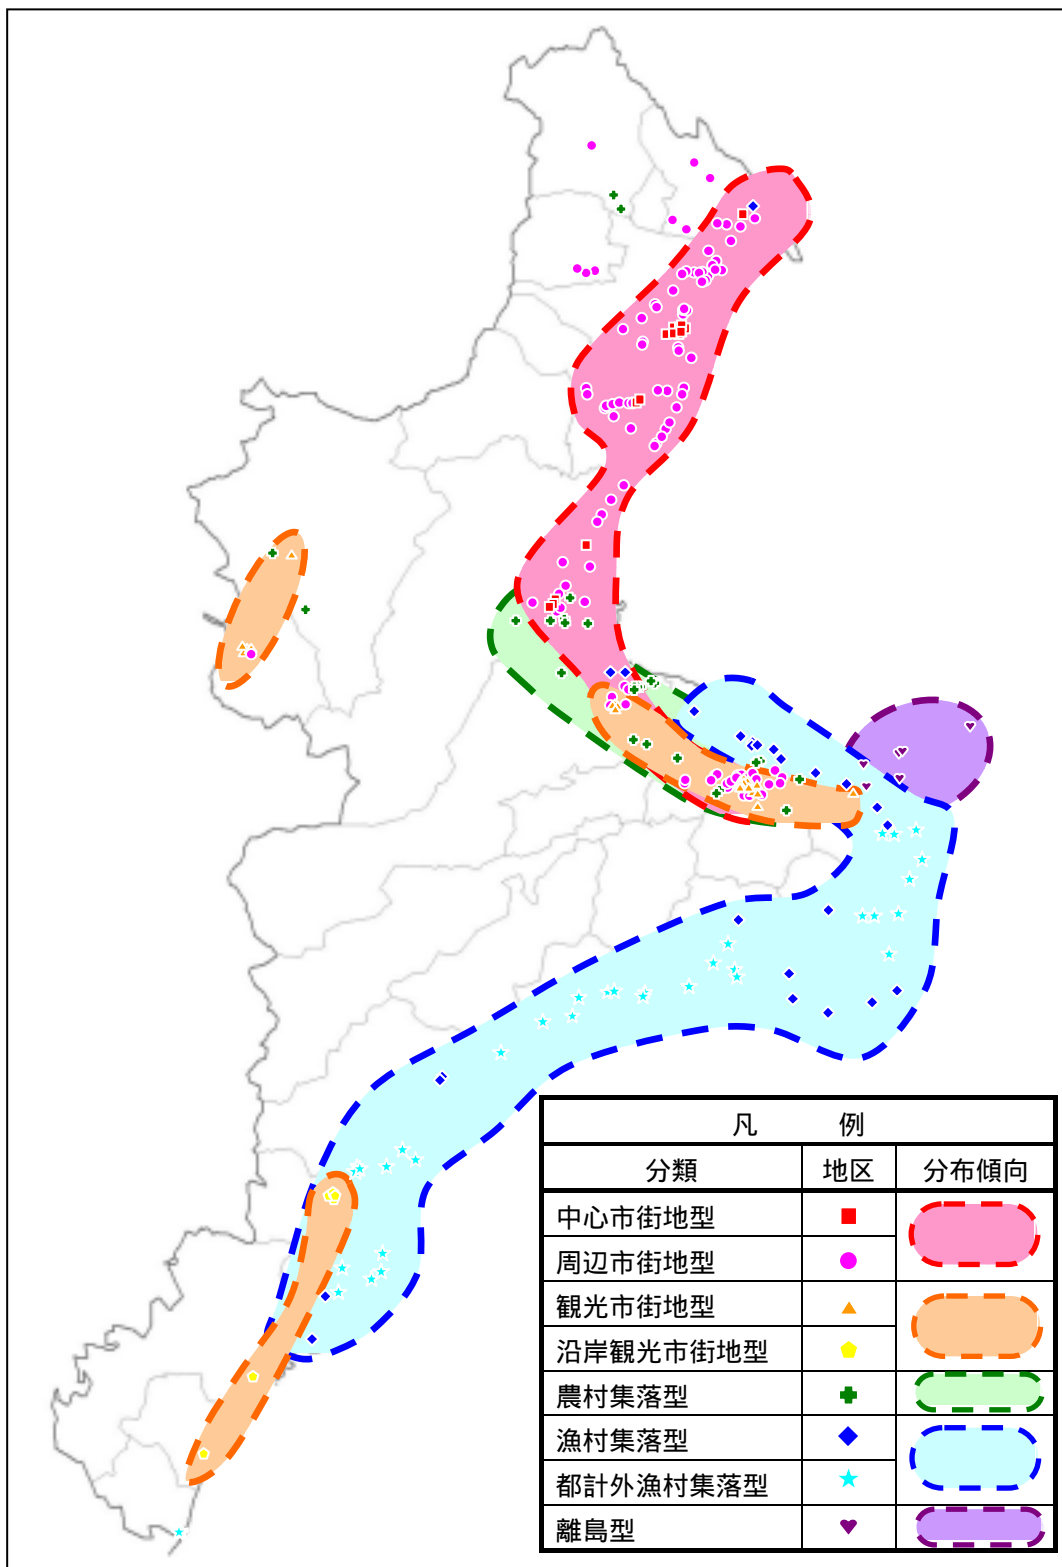 凡 例
分類 地区 分布傾向
中心市街地型
周辺市街地型
観光市街地型
沿岸観光市街地型
農村集落型
漁村集落型
都計外漁村集落型
離島型